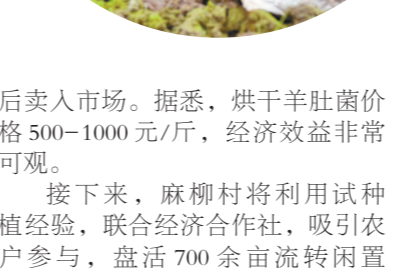 后卖入市场。据悉，烘干羊肚菌价
格 500-1000 元/斤，经济效益非常
可观。
接下来，麻柳村将利用试种
植经验，联合经济合作社，吸引农
户参与，盘活 700 余亩流转闲置